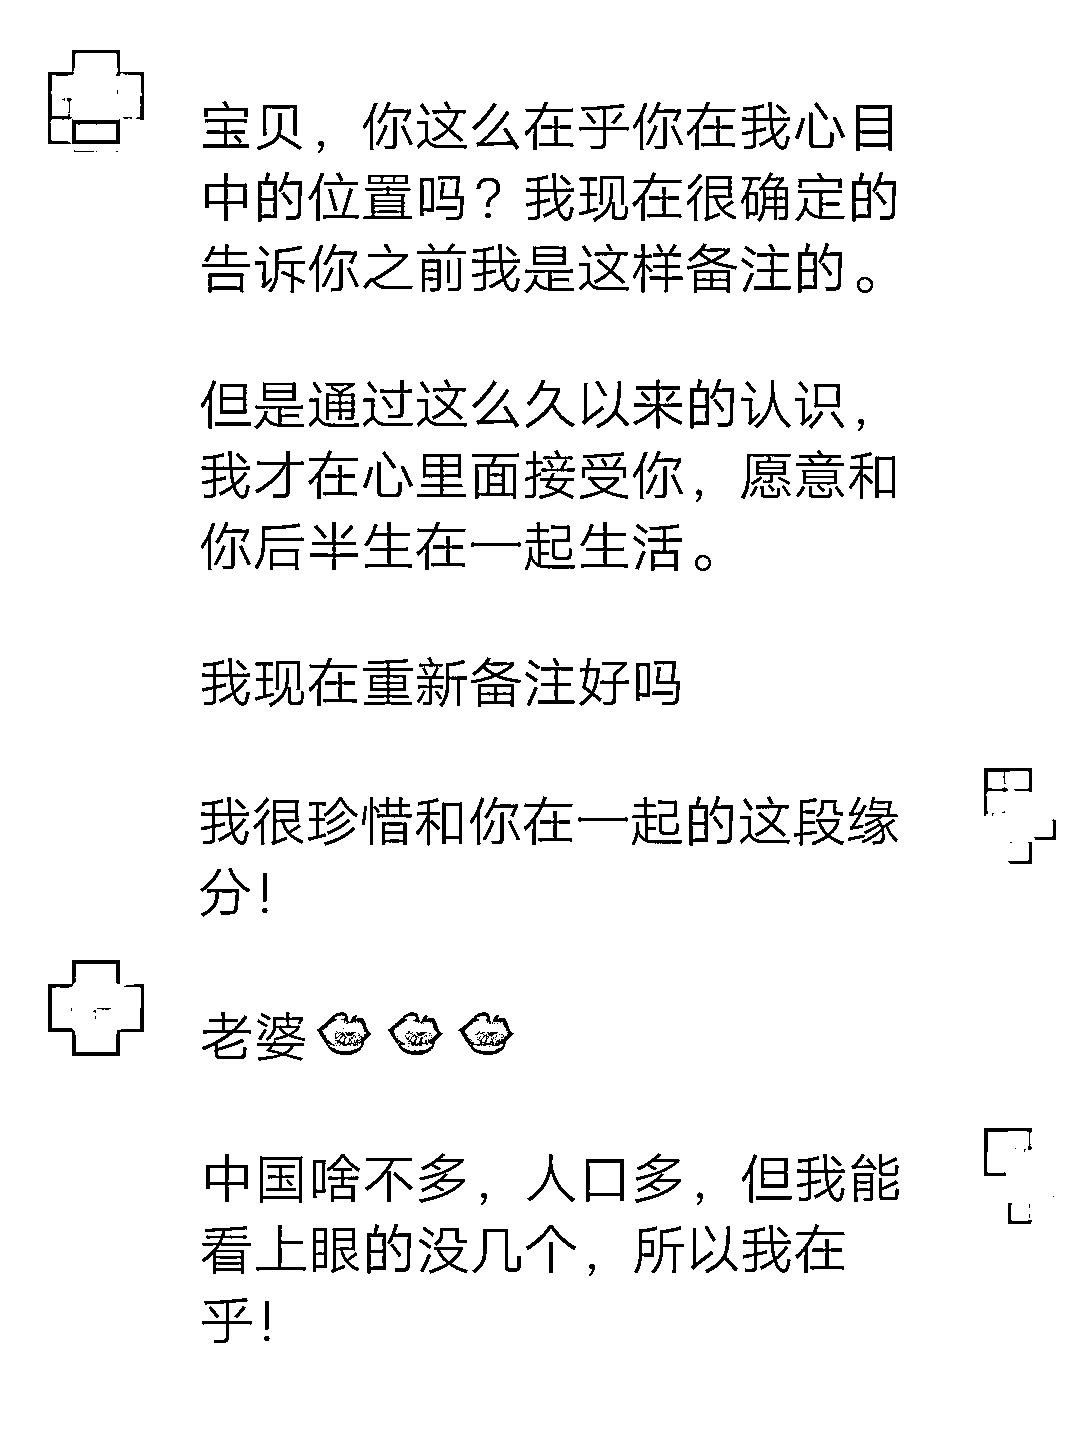 宝贝，你这么在乎你在我心目
中的位置吗？我现在很确定的
告诉你之前我是这样备注的。
但是通过这么久以来的认识，
我才在心里面接受你，愿意和
你后半生在一起生活。
我现在重新备注好吗
我很珍惜和你在一起的这段缘
分！
老婆👄👄👄
中国啥不多，人口多，但我能
看上眼的没几个，所以我在
乎！